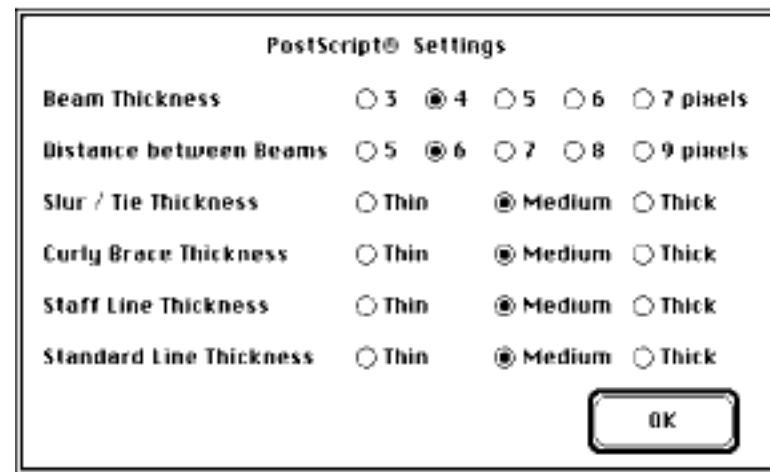 PostScript® Settings
Beam Thickness 3 4 5 6 7 pixels
Distance between Beams 5 6 7 8 9 pixels
Slur / Tie Thickness Thin Medium Thick
Curly Brace Thickness Thin Medium Thick
Staff Line Thickness Thin Medium Thick
Standard Line Thickness Thin Medium Thick
OK